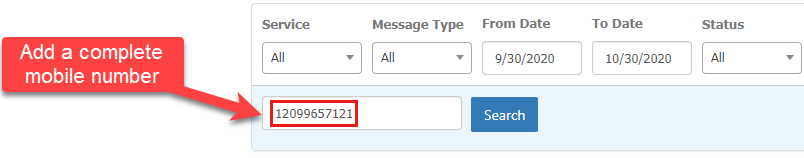 Service Message Type From Date To Date Status
Add a complete
mobile number
All All 9/30/2020 10/30/2020 All
12099657121 Search